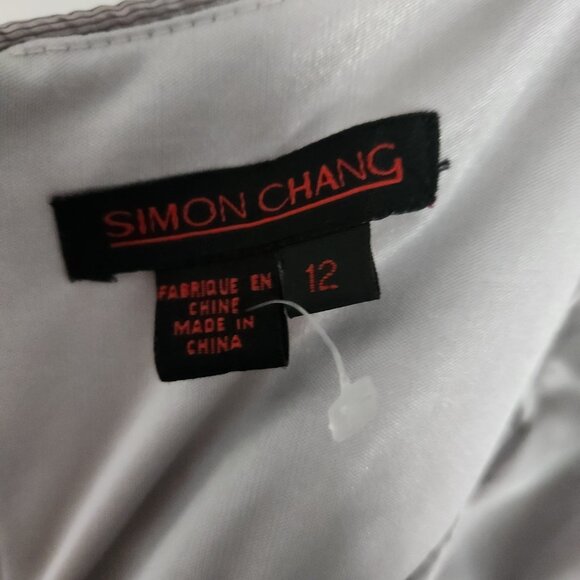 SIMON CHANG
12
FABRIQUE EN
CHINE
MADE IN
CHINA